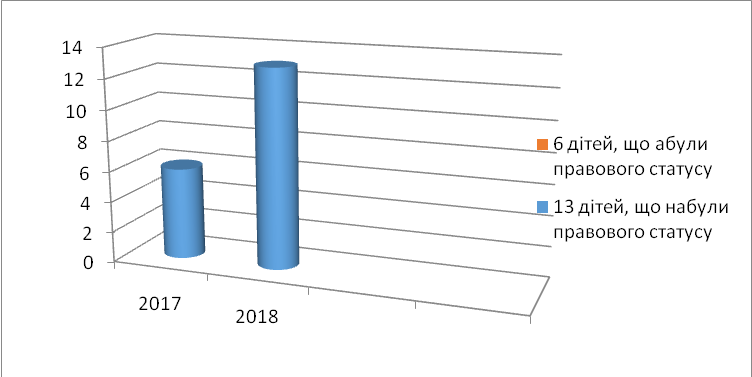 14
12
10
8
6
4
2
0
2017
2018
6 дітей, що абули
правового статусу
13 дітей, що набули
правового статусу